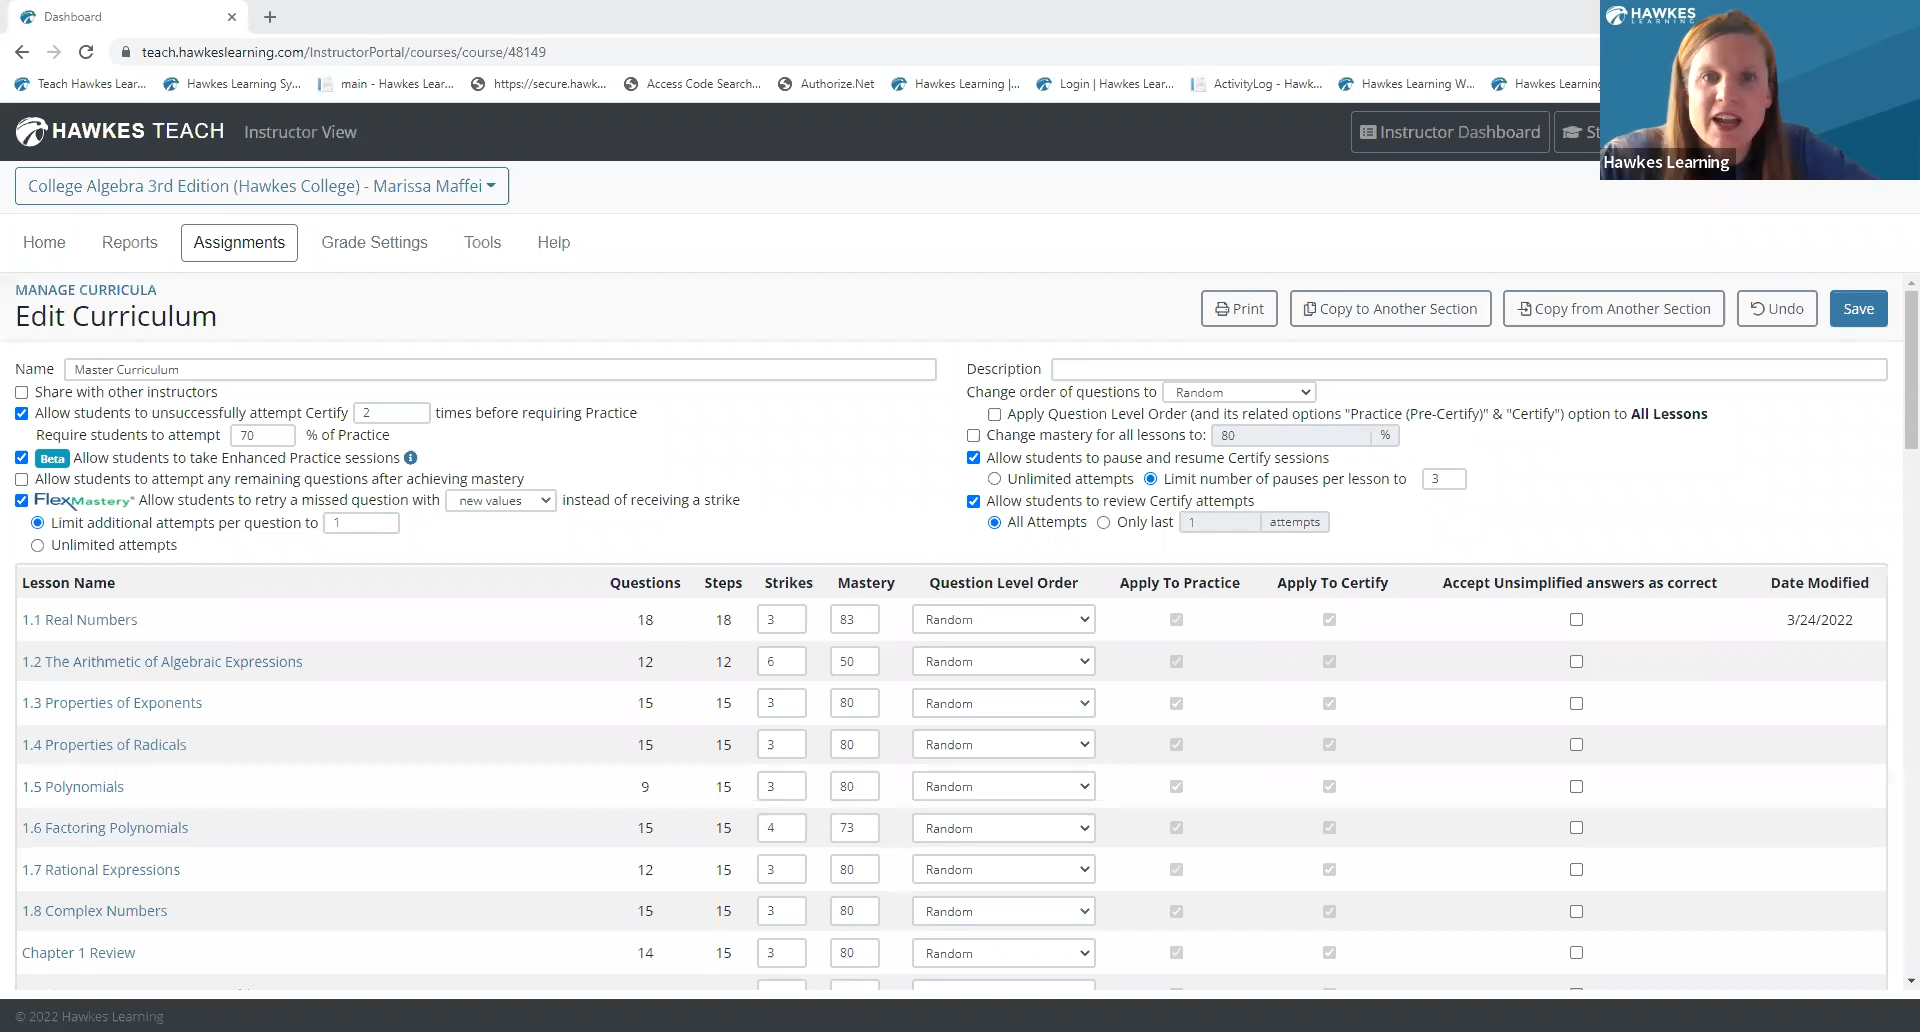 Dashboard
teach.hawkeslearning.com/InstructorPortal/courses/course/48149
Teach Hawkes Lear... Hawkes Learning Sy... main - Hawkes Lear... https://secure.hawk... Access Code Search... Authorize.Net Hawkes Learning |... Login | Hawkes Lear... ActivityLog - Hawk... Hawkes Learning W... Hawkes Learning
HAWKES LEARNING
Hawkes Learning
HAWKES TEACH Instructor View Instructor Dashboard St
College Algebra 3rd Edition (Hawkes College) - Marissa Maffei
Home Reports Assignments Grade Settings Tools Help
MANAGE CURRICULA
Edit Curriculum
Print Copy to Another Section Copy from Another Section Undo Save
Name Master Curriculum
Share with other instructors
Allow students to unsuccessfully attempt Certify 2 times before requiring Practice
Require students to attempt 70 % of Practice
Beta Allow students to take Enhanced Practice sessions
Allow students to attempt any remaining questions after achieving mastery
FlexMastery Allow students to retry a missed question with new values instead of receiving a strike
Limit additional attempts per question to 1
Unlimited attempts
Description
Change order of questions to Random
Apply Question Level Order (and its related options "Practice (Pre-Certify)" & "Certify") option to All Lessons
Change mastery for all lessons to: 80 %
Allow students to pause and resume Certify sessions
Unlimited attempts Limit number of pauses per lesson to 3
Allow students to review Certify attempts
All Attempts Only last 1 attempts
Lesson Name Questions Steps Strikes Mastery Question Level Order Apply To Practice Apply To Certify Accept Unsimplified answers as correct Date Modified
1.1 Real Numbers 18 18 3 83 Random 3/24/2022
1.2 The Arithmetic of Algebraic Expressions 12 12 6 50 Random
1.3 Properties of Exponents 15 15 3 80 Random
1.4 Properties of Radicals 15 15 3 80 Random
1.5 Polynomials 9 15 3 80 Random
1.6 Factoring Polynomials 15 15 4 73 Random
1.7 Rational Expressions 12 15 3 80 Random
1.8 Complex Numbers 15 15 3 80 Random
Chapter 1 Review 14 15 3 80 Random
© 2022 Hawkes Learning